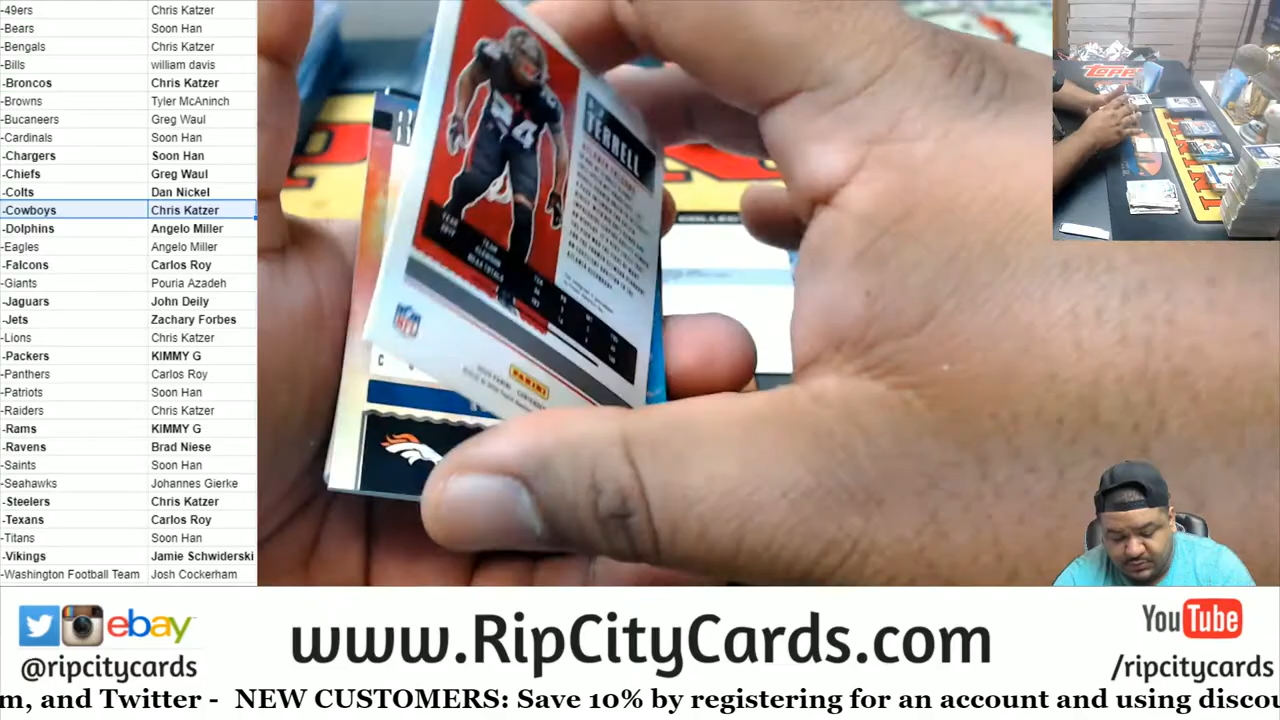 -49ers Chris Katzer
-Bears Soon Han
-Bengals Chris Katzer
-Bills william davis
-Broncos Chris Katzer
-Browns Tyler McAninch
-Bucaneers Greg Waul
-Cardinals Soon Han
-Chargers Soon Han
-Chiefs Greg Waul
-Colts Dan Nickel
-Cowboys Chris Katzer
-Dolphins Angelo Miller
-Eagles Angelo Miller
-Falcons Carlos Roy
-Giants Pouria Azadeh
-Jaguars John Deily
-Jets Zachary Forbes
-Lions Chris Katzer
-Packers KIMMY G
-Panthers Carlos Roy
-Patriots Soon Han
-Raiders Chris Katzer
-Rams KIMMY G
-Ravens Brad Niese
-Saints Soon Han
-Seahawks Johannes Gierke
-Steelers Chris Katzer
-Texans Carlos Roy
-Titans Soon Han
-Vikings Jamie Schwiderski
-Washington Football Team Josh Cockerham
TERRELL
NFL
PANINI
TOPPS
PANINI
ebay
@ripcitycards
www.RipCityCards.com
YouTube
/ripcitycards
m, and Twitter - NEW CUSTOMERS: Save 10% by registering for an account and using discou